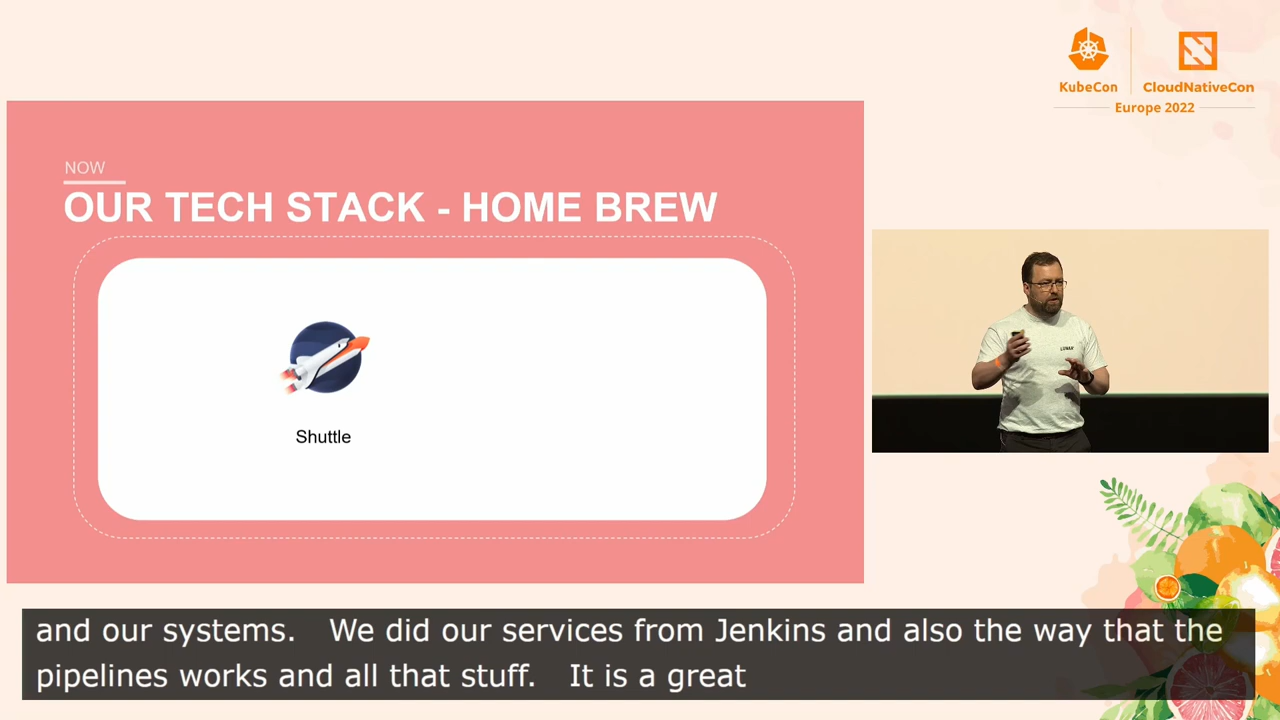 KubeCon
CloudNativeCon
Europe 2022
NOW
OUR TECH STACK - HOME BREW
Shuttle
LUNAR
and our systems. We did our services from Jenkins and also the way that the
pipelines works and all that stuff. It is a great